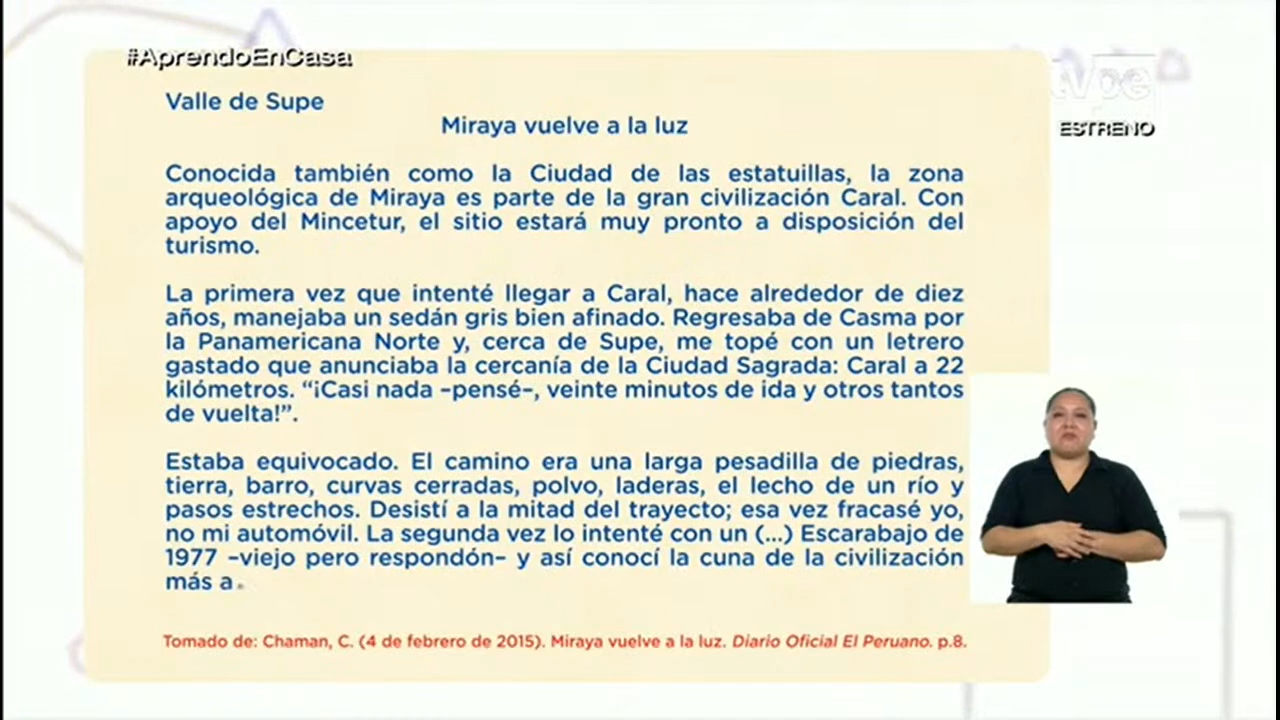 #AprendoEnCasa
tvpe
ESTRENO
Valle de Supe
Miraya vuelve a la luz
Conocida también como la Ciudad de las estatuillas, la zona
arqueológica de Miraya es parte de la gran civilización Caral. Con
apoyo del Mincetur, el sitio estará muy pronto a disposición del
turismo.
La primera vez que intenté llegar a Caral, hace alrededor de diez
años, manejaba un sedán gris bien afinado. Regresaba de Casma por
la Panamericana Norte y, cerca de Supe, me topé con un letrero
gastado que anunciaba la cercanía de la Ciudad Sagrada: Caral a 22
kilómetros. “¡Casi nada –pensé–, veinte minutos de ida y otros tantos
de vuelta!”.
Estaba equivocado. El camino era una larga pesadilla de piedras,
tierra, barro, curvas cerradas, polvo, laderas, el lecho de un río y
pasos estrechos. Desistí a la mitad del trayecto; esa vez fracasé yo,
no mi automóvil. La segunda vez lo intenté con un (...) Escarabajo de
1977 –viejo pero respondón– y así conocí la cuna de la civilización
más a
Tomado de: Chaman, C. (4 de febrero de 2015). Miraya vuelve a la luz. Diario Oficial El Peruano. p.8.